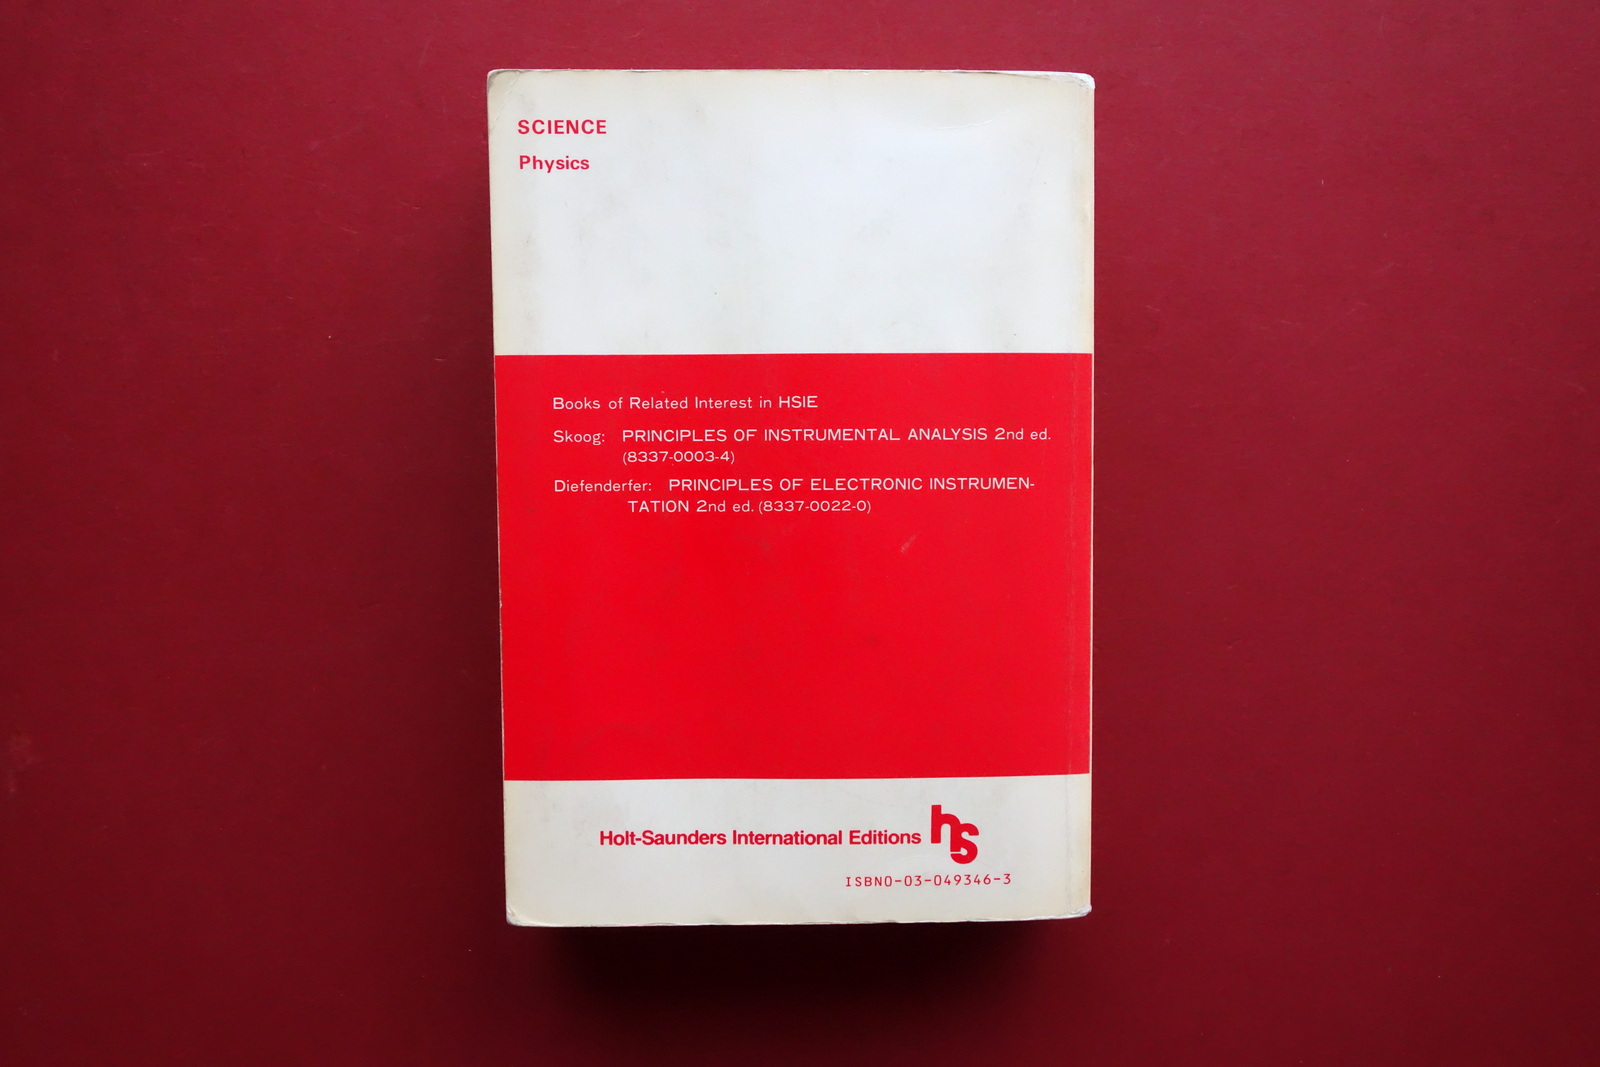 SCIENCE
Physics
Books of Related Interest in HSIE
Skoog: PRINCIPLES OF INSTRUMENTAL ANALYSIS 2nd ed.
(8337-0003-4)
Diefenderfer: PRINCIPLES OF ELECTRONIC INSTRUMEN-
TATION 2nd ed. (8337-0022-0)
Holt-Saunders International Editions hs
ISBN0-03-049346-3